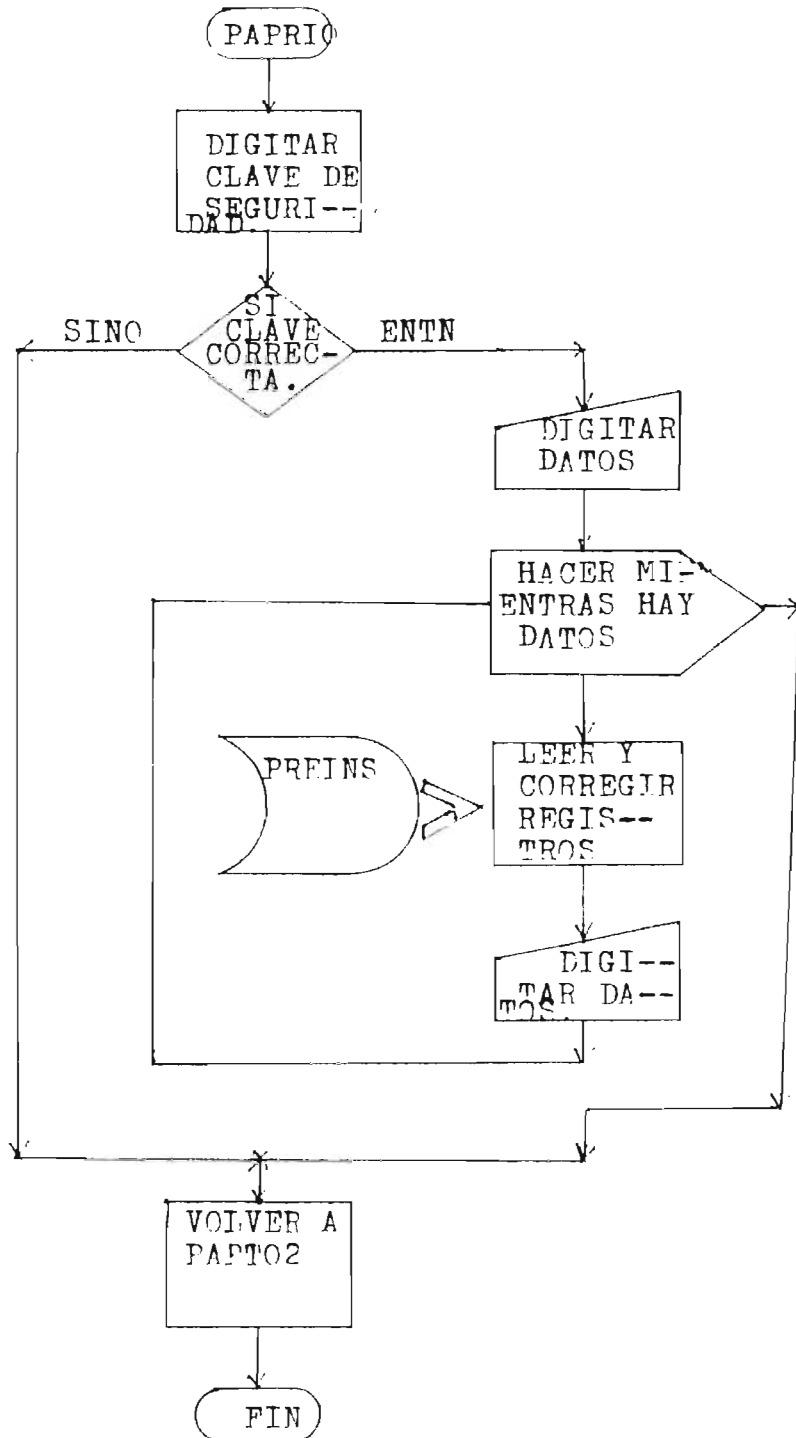 PAPRIO
DIGITAR
CLAVE DE
SEGURI--
DAD.
SI
CLAVE
CORREC-
TA.
SINO
ENTN
DIGITAR
DATOS
HACER MI-
ENTRAS HAY
DATOS
PREINS
LEER Y
CORREGIR
REGIS--
TROS
DIGI--
TAR DA--
TOS.
VOLVER A
PAPTO2
FIN